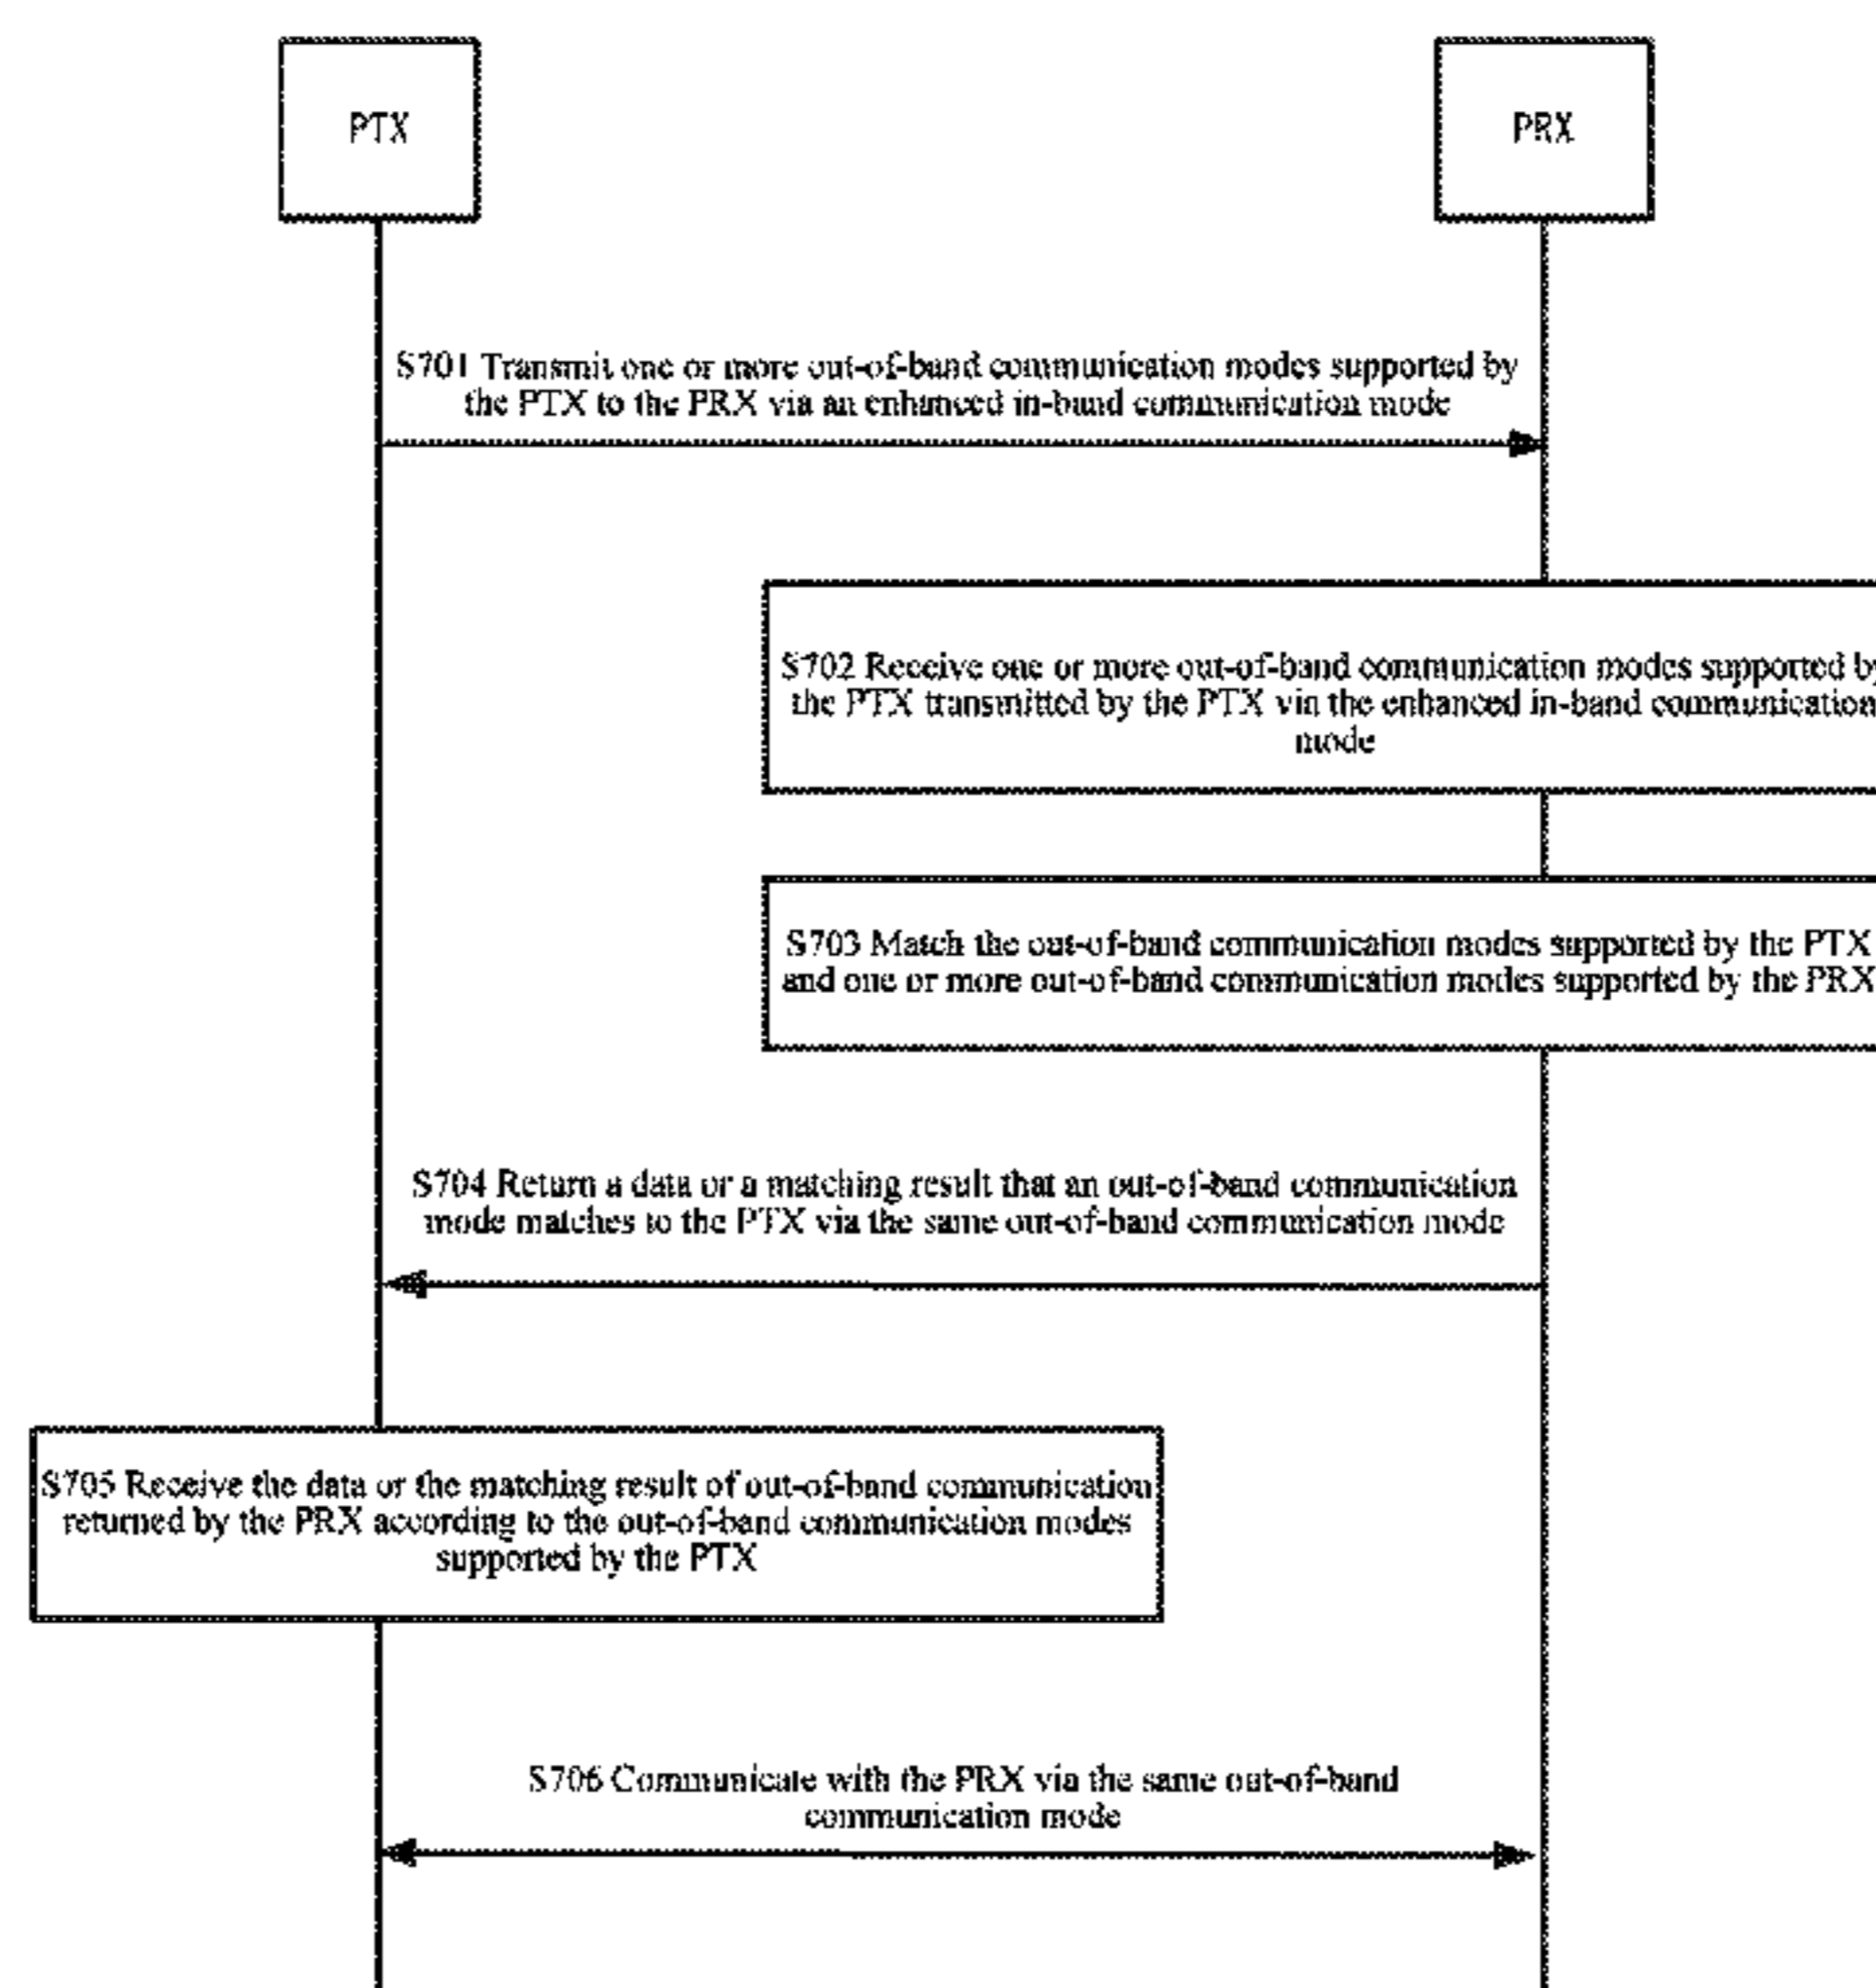 PTX
PRX
S701 Transmit one or more out-of-band communication modes supported by
the PTX to the PRX via an enhanced in-band communication mode
S702 Receive one or more out-of-band communication modes supported by
the PTX transmitted by the PTX via the enhanced in-band communication
mode
S703 Match the out-of-band communication modes supported by the PTX
and one or more out-of-band communication modes supported by the PRX
S704 Return a data or a matching result that an out-of-band communication
mode matches to the PTX via the same out-of-band communication mode
S705 Receive the data or the matching result of out-of-band communication
returned by the PRX according to the out-of-band communication modes
supported by the PTX
S706 Communicate with the PRX via the same out-of-band
communication mode